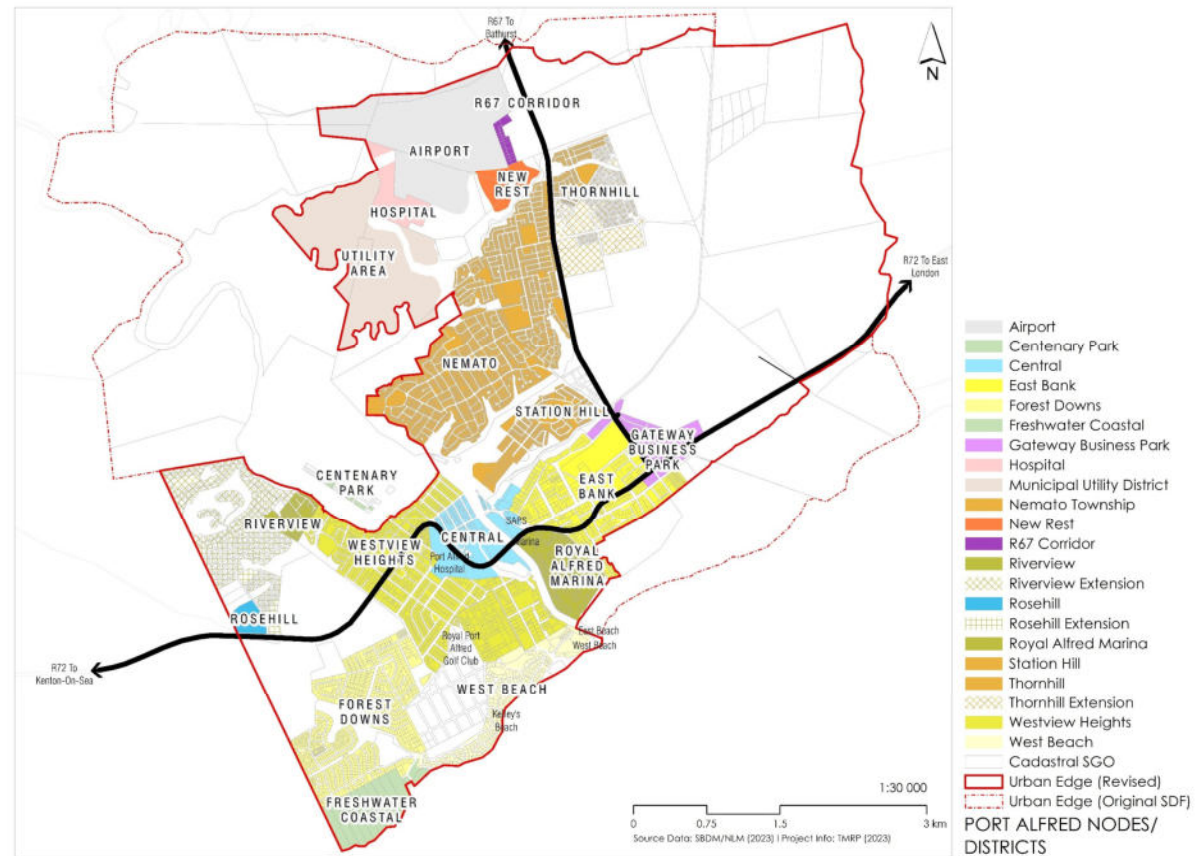 R67 To
Bathurst
N
R67 CORRIDOR
AIRPORT
NEW
REST
THORNHILL
HOSPITAL
UTILITY
AREA
R72 To East
London
NEMATO
STATION HILL
GATEWAY
BUSINESS
PARK
CENTENARY
PARK
EAST
BANK
RIVERVIEW
SAPS
CENTRAL
WESTVIEW
HEIGHTS
Port Alfred
Hospital
ROYAL
ALFRED
MARINA
ROSEHILL
East Beach
West Beach
Royal Port
Alfred
Golf Club
R72 To
Kenton-On-Sea
WEST BEACH
FOREST
DOWNS
Kelley's
Beach
FRESHWATER
COASTAL
1:30 000
0 0.75 1.5 3 km
Source Data: SBDM/NLM (2023) | Project Info: TMRP (2023)
Airport
Centenary Park
Central
East Bank
Forest Downs
Freshwater Coastal
Gateway Business Park
Hospital
Municipal Utility District
Nemato Township
New Rest
R67 Corridor
Riverview
Riverview Extension
Rosehill
Rosehill Extension
Royal Alfred Marina
Station Hill
Thornhill
Thornhill Extension
Westview Heights
West Beach
Cadastral SGO
Urban Edge (Revised)
Urban Edge (Original SDF)
PORT ALFRED NODES/
DISTRICTS